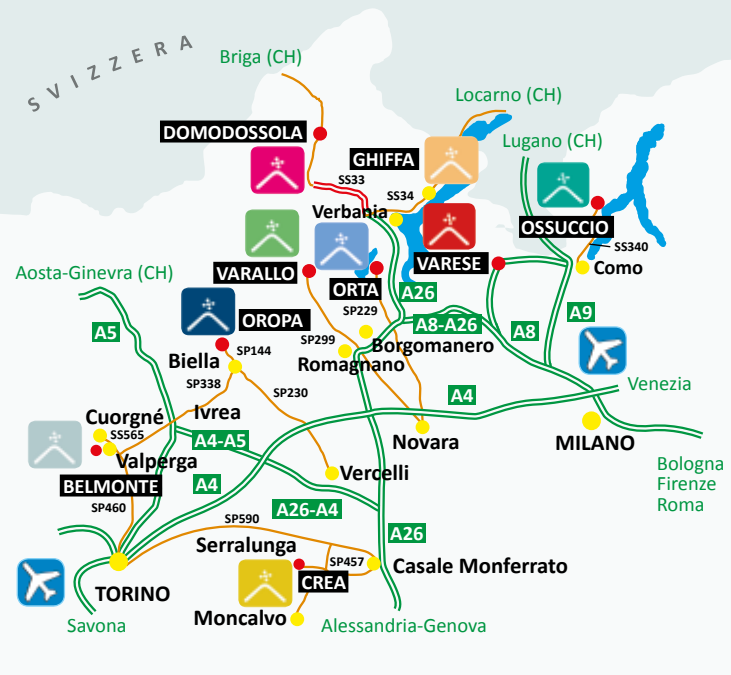 SVIZZERA
Briga (CH)
Locarno (CH)
DOMODOSSOLA
Lugano (CH)
GHIFFA
SS33
SS34
Verbania
OSSUCCIO
SS340
VARALLO
VARESE
Como
Aosta-Ginevra (CH)
ORTA
A26
SP229
A9
OROPA
A8-A26
A8
A5
SP299
Borgomanero
SP144
Biella
Romagnano
SP338
Venezia
A4
SP230
Cuorgné
Ivrea
SS565
A4-A5
Novara
MILANO
Valperga
Bologna
Firenze
Roma
Vercelli
BELMONTE
A4
SP460
A26-A4
SP590
A26
Serralunga
SP457
Casale Monferrato
CREA
TORINO
Moncalvo
Savona
Alessandria-Genova